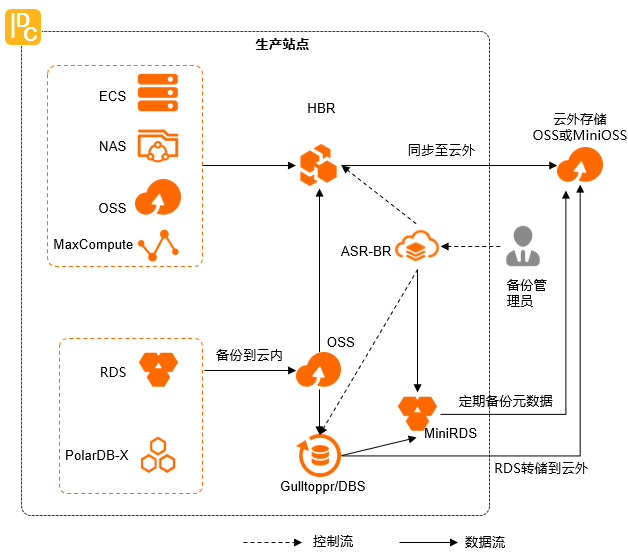 IDC
生产站点
ECS
NAS
OSS
MaxCompute
HBR
同步至云外
云外存储
OSS或MiniOSS
ASR-BR
备份管
理员
RDS
PolarDB-X
备份到云内
OSS
MiniRDS
定期备份元数据
Gulltoppr/DBS
RDS转储到云外
控制流
数据流